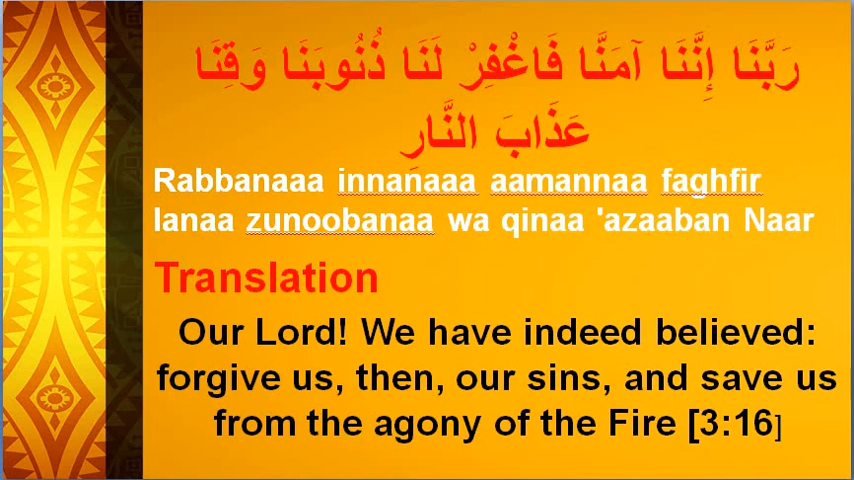 رَبَّنَا إِنَّنَا آمَنَّا فَاغْفِرْ لَنَا ذُنُوبَنَا وَقِنَا
عَذَابَ النَّارِ
Rabbanaaa innanaaa aamannaa faghfir
lanaa zunoobanaa wa qinaa 'azaaban Naar
Translation
Our Lord! We have indeed believed:
forgive us, then, our sins, and save us
from the agony of the Fire [3:16]